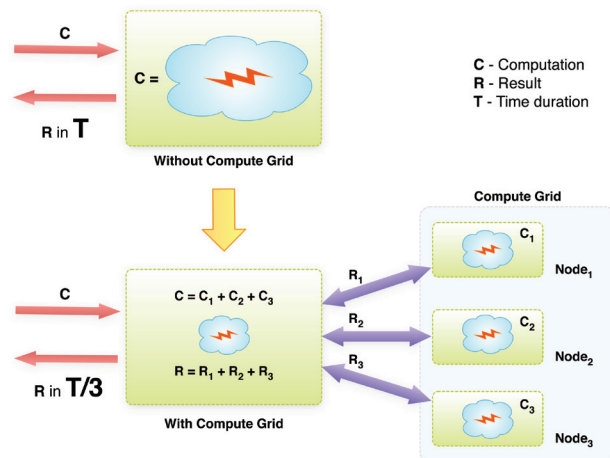 C
C =
R in T
Without Compute Grid
C - Computation
R - Result
T - Time duration
Compute Grid
C
C = C₁ + C₂ + C₃
R = R₁ + R₂ + R₃
R in T/3
With Compute Grid
R₁
R₂
R₃
C₁
Node₁
C₂
Node₂
C₃
Node₃